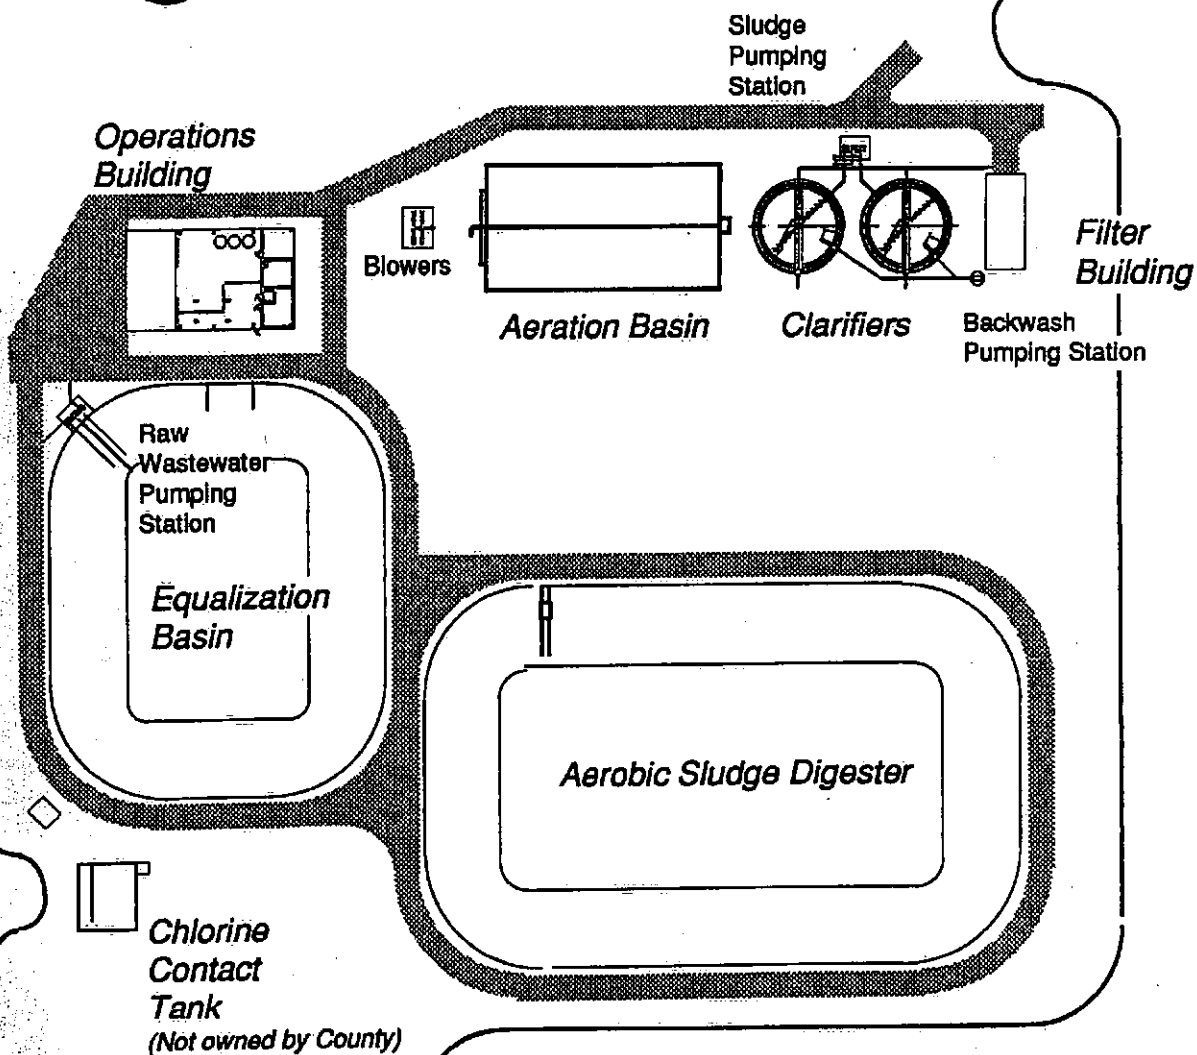 Sludge
Pumping
Station
Operations
Building
Blowers
Aeration Basin
Clarifiers
Filter
Building
Backwash
Pumping Station
Raw
Wastewater
Pumping
Station
Equalization
Basin
Aerobic Sludge Digester
Chlorine
Contact
Tank
(Not owned by County)